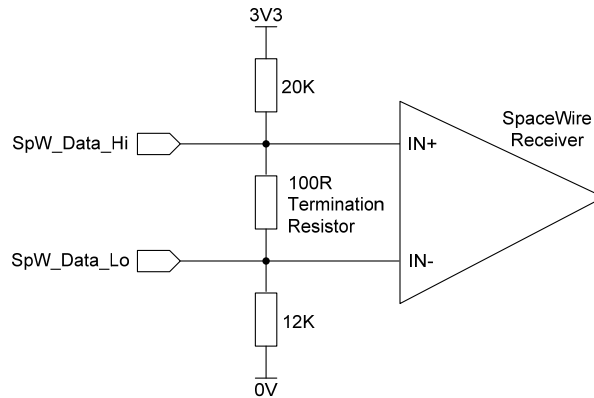 3V3
20K
SpW_Data_Hi
IN+
SpaceWire
Receiver
100R
Termination
Resistor
SpW_Data_Lo
IN-
12K
0V